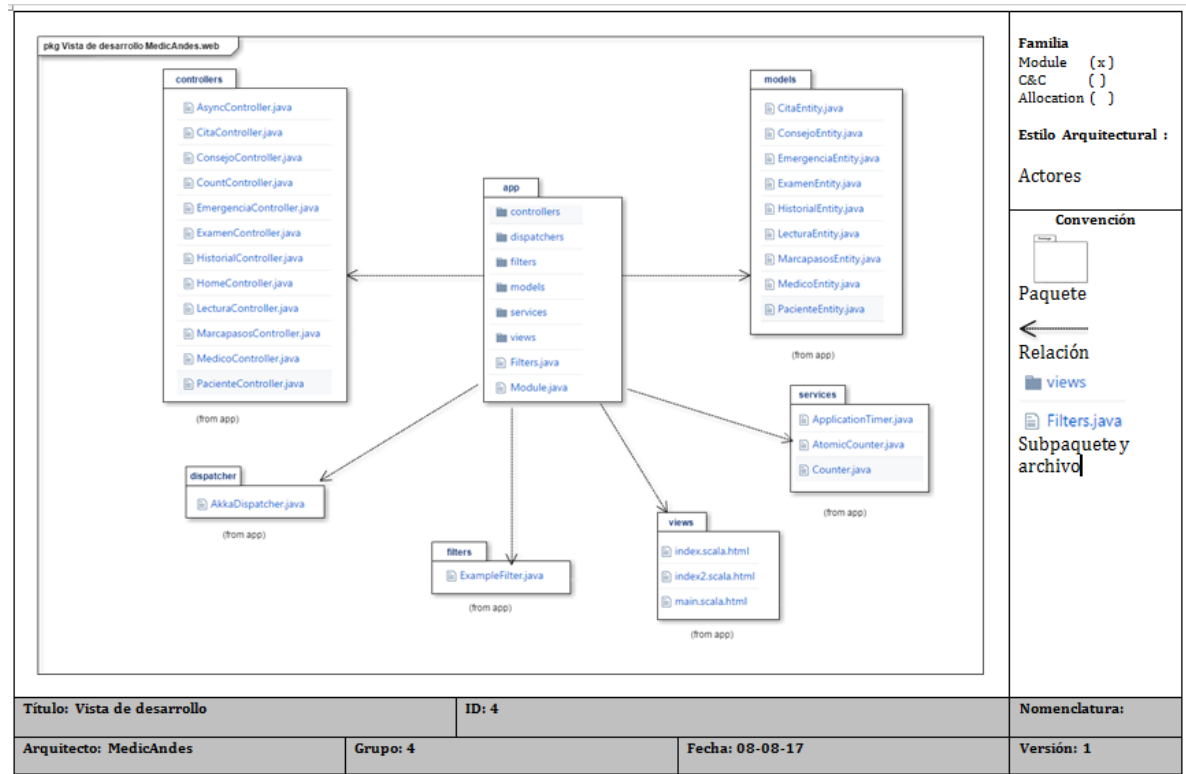 pkg Vista de desarrollo MedicAndes.web
controllers
AsyncController.java
CitaController.java
ConsejoController.java
CountController.java
EmergenciaController.java
ExamenController.java
HistorialController.java
HomeController.java
LecturaController.java
MarcapasosController.java
MedicoController.java
PacienteController.java
(from app)
app
controllers
dispatchers
filters
models
services
views
Filters.java
Module.java
models
CitaEntity.java
ConsejoEntity.java
EmergenciaEntity.java
ExamenEntity.java
HistorialEntity.java
LecturaEntity.java
MarcapasosEntity.java
MedicoEntity.java
PacienteEntity.java
(from app)
services
ApplicationTimer.java
AtomicCounter.java
Counter.java
(from app)
dispatcher
AkkaDispatcher.java
(from app)
filters
ExampleFilter.java
(from app)
views
index.scala.html
index2.scala.html
main.scala.html
(from app)
Familia
Module (x)
C&C ( )
Allocation ( )
Estilo Arquitectural :
Actores
Convención
Paquete
Relación
views
Filters.java
Subpaquete y
archivo
Título: Vista de desarrollo
ID: 4
Nomenclatura:
Arquitecto: MedicAndes
Grupo: 4
Fecha: 08-08-17
Versión: 1